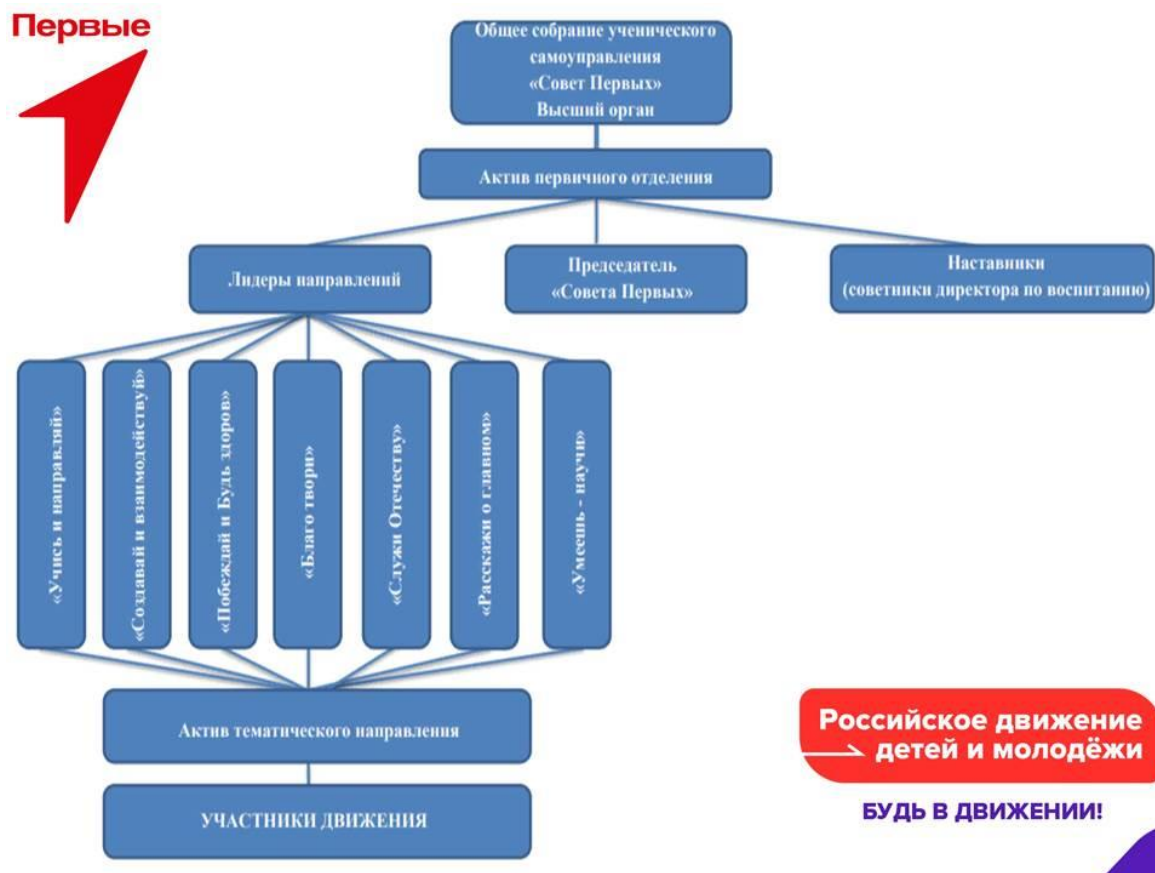 Первые
Общее собрание ученического
самоуправления
«Совет Первых»
Высший орган
Актив первичного отделения
Лидеры направлений
Председатель
«Совета Первых»
Наставники
(советники директора по воспитанию)
«Учись и направляй»
«Создавай и взаимодействуй»
«Побеждай и Будь здоров»
«Благо твори»
«Служи Отечеству»
«Расскажи о главном»
«Умеешь - научи»
Актив тематического направления
УЧАСТНИКИ ДВИЖЕНИЯ
Российское движение
детей и молодёжи
БУДЬ В ДВИЖЕНИИ!